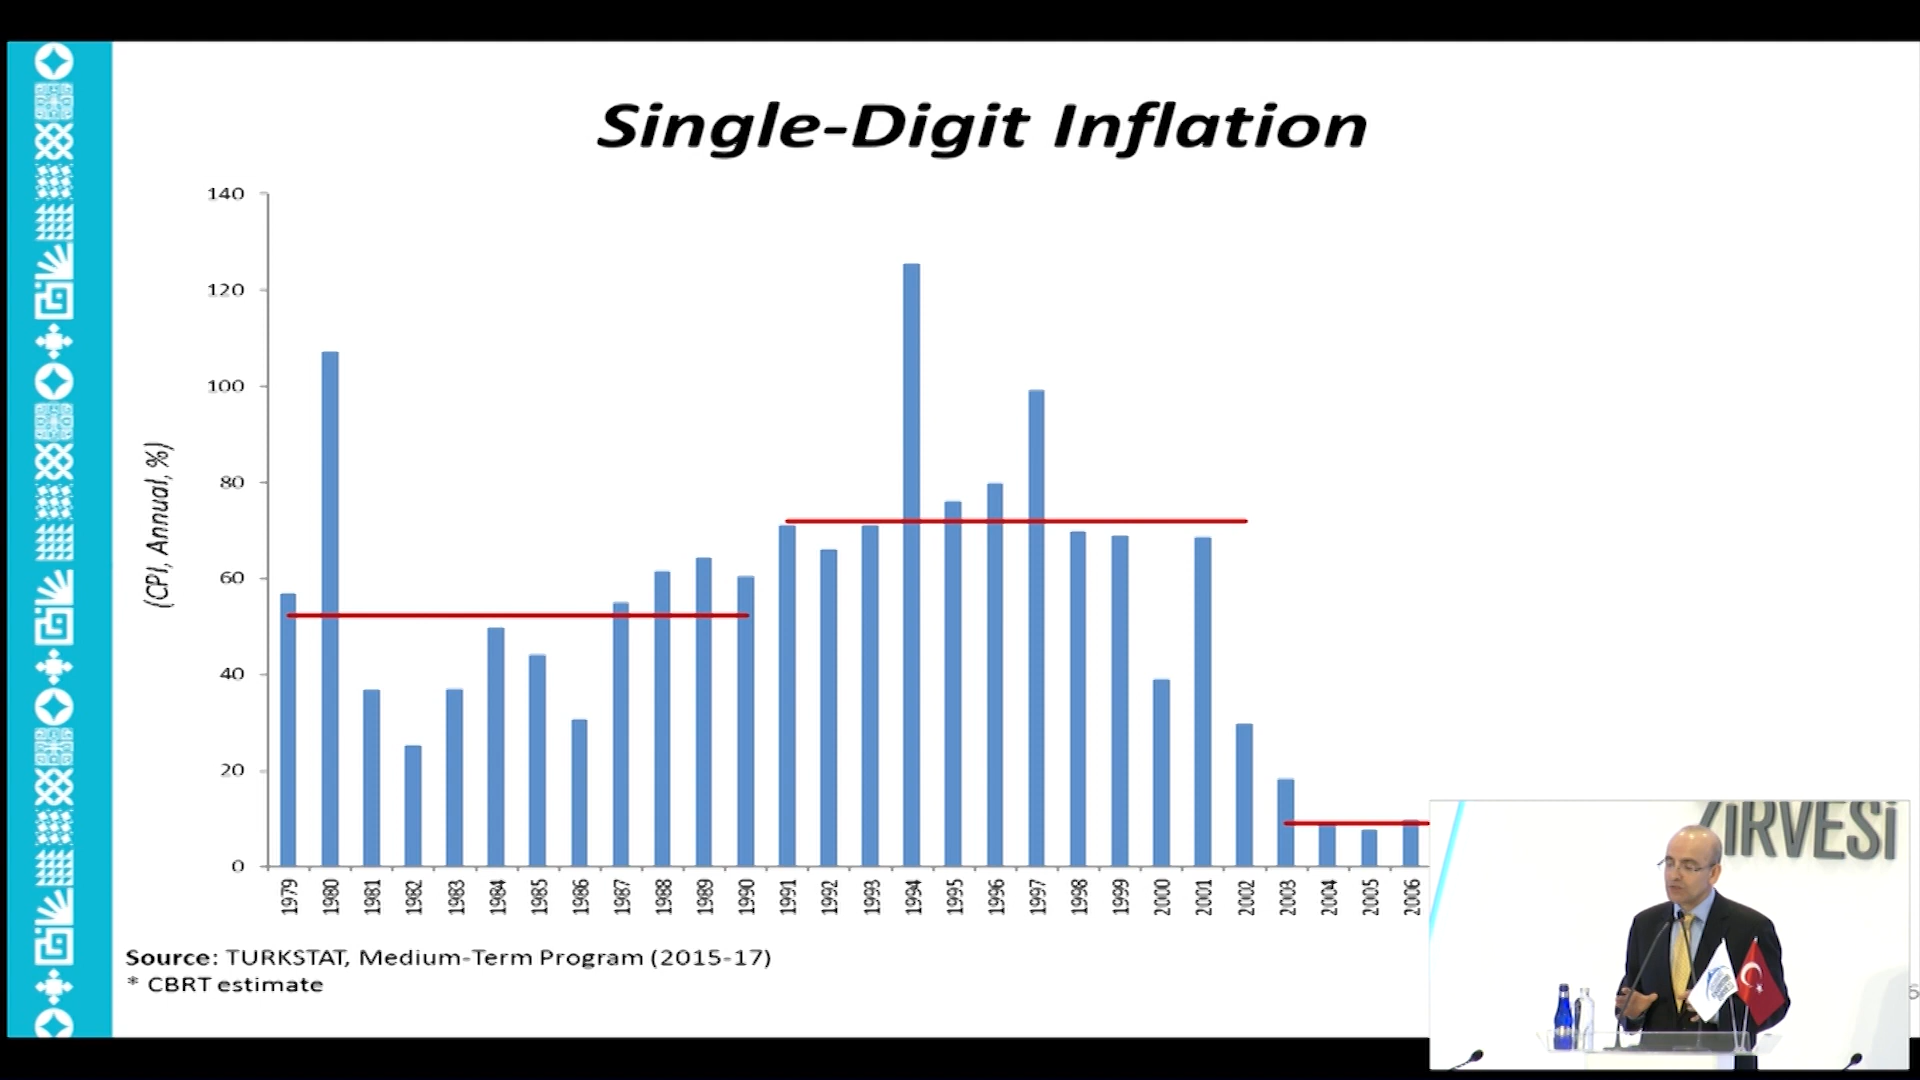 Single-Digit Inflation
140
120
100
80
60
40
20
0
(CPI, Annual, %)
1979 1980 1981 1982 1983 1984 1985 1986 1987 1988 1989 1990 1991 1992 1993 1994 1995 1996 1997 1998 1999 2000 2001 2002 2003 2004 2005 2006
Source: TURKSTAT, Medium-Term Program (2015-17)
* CBRT estimate
6
ZİRVESİ